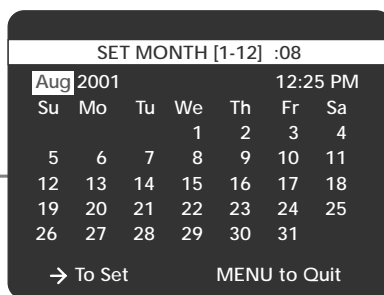 SET MONTH [1-12] :08
Aug 2001 12:25 PM
Su Mo Tu We Th Fr Sa
1 2 3 4
5 6 7 8 9 10 11
12 13 14 15 16 17 18
19 20 21 22 23 24 25
26 27 28 29 30 31
→ To Set MENU to Quit